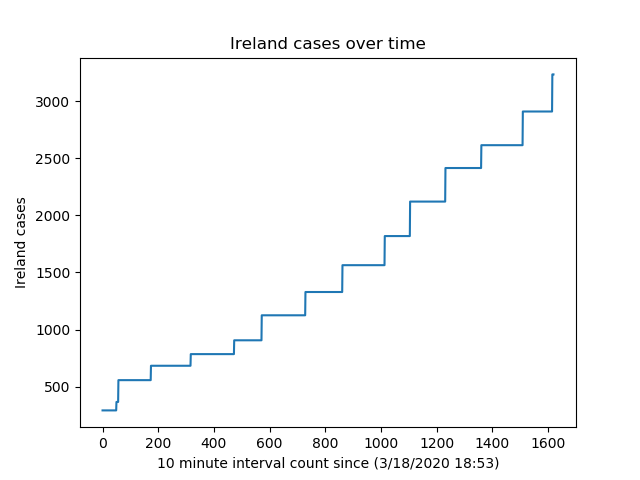 Ireland cases over time
3000
2500
2000
1500
1000
500
Ireland cases
0 200 400 600 800 1000 1200 1400 1600
10 minute interval count since (3/18/2020 18:53)